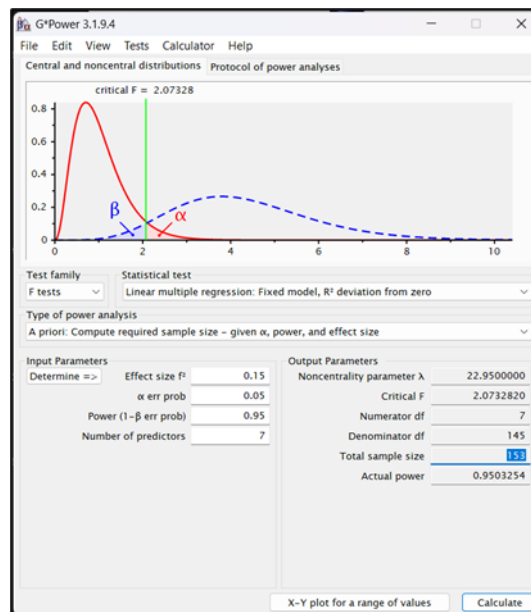 G*Power 3.1.9.4
File Edit View Tests Calculator Help
Central and noncentral distributions Protocol of power analyses
critical F = 2.07328
0.8
0.6
0.4
0.2
0
β
α
0 2 4 6 8 10
Test family
F tests
Statistical test
Linear multiple regression: Fixed model, R² deviation from zero
Type of power analysis
A priori: Compute required sample size – given α, power, and effect size
Input Parameters
Determine =>
Effect size f² 0.15
α err prob 0.05
Power (1-β err prob) 0.95
Number of predictors 7
Output Parameters
Noncentrality parameter λ 22.9500000
Critical F 2.0732820
Numerator df 7
Denominator df 145
Total sample size 153
Actual power 0.9503254
X-Y plot for a range of values Calculate